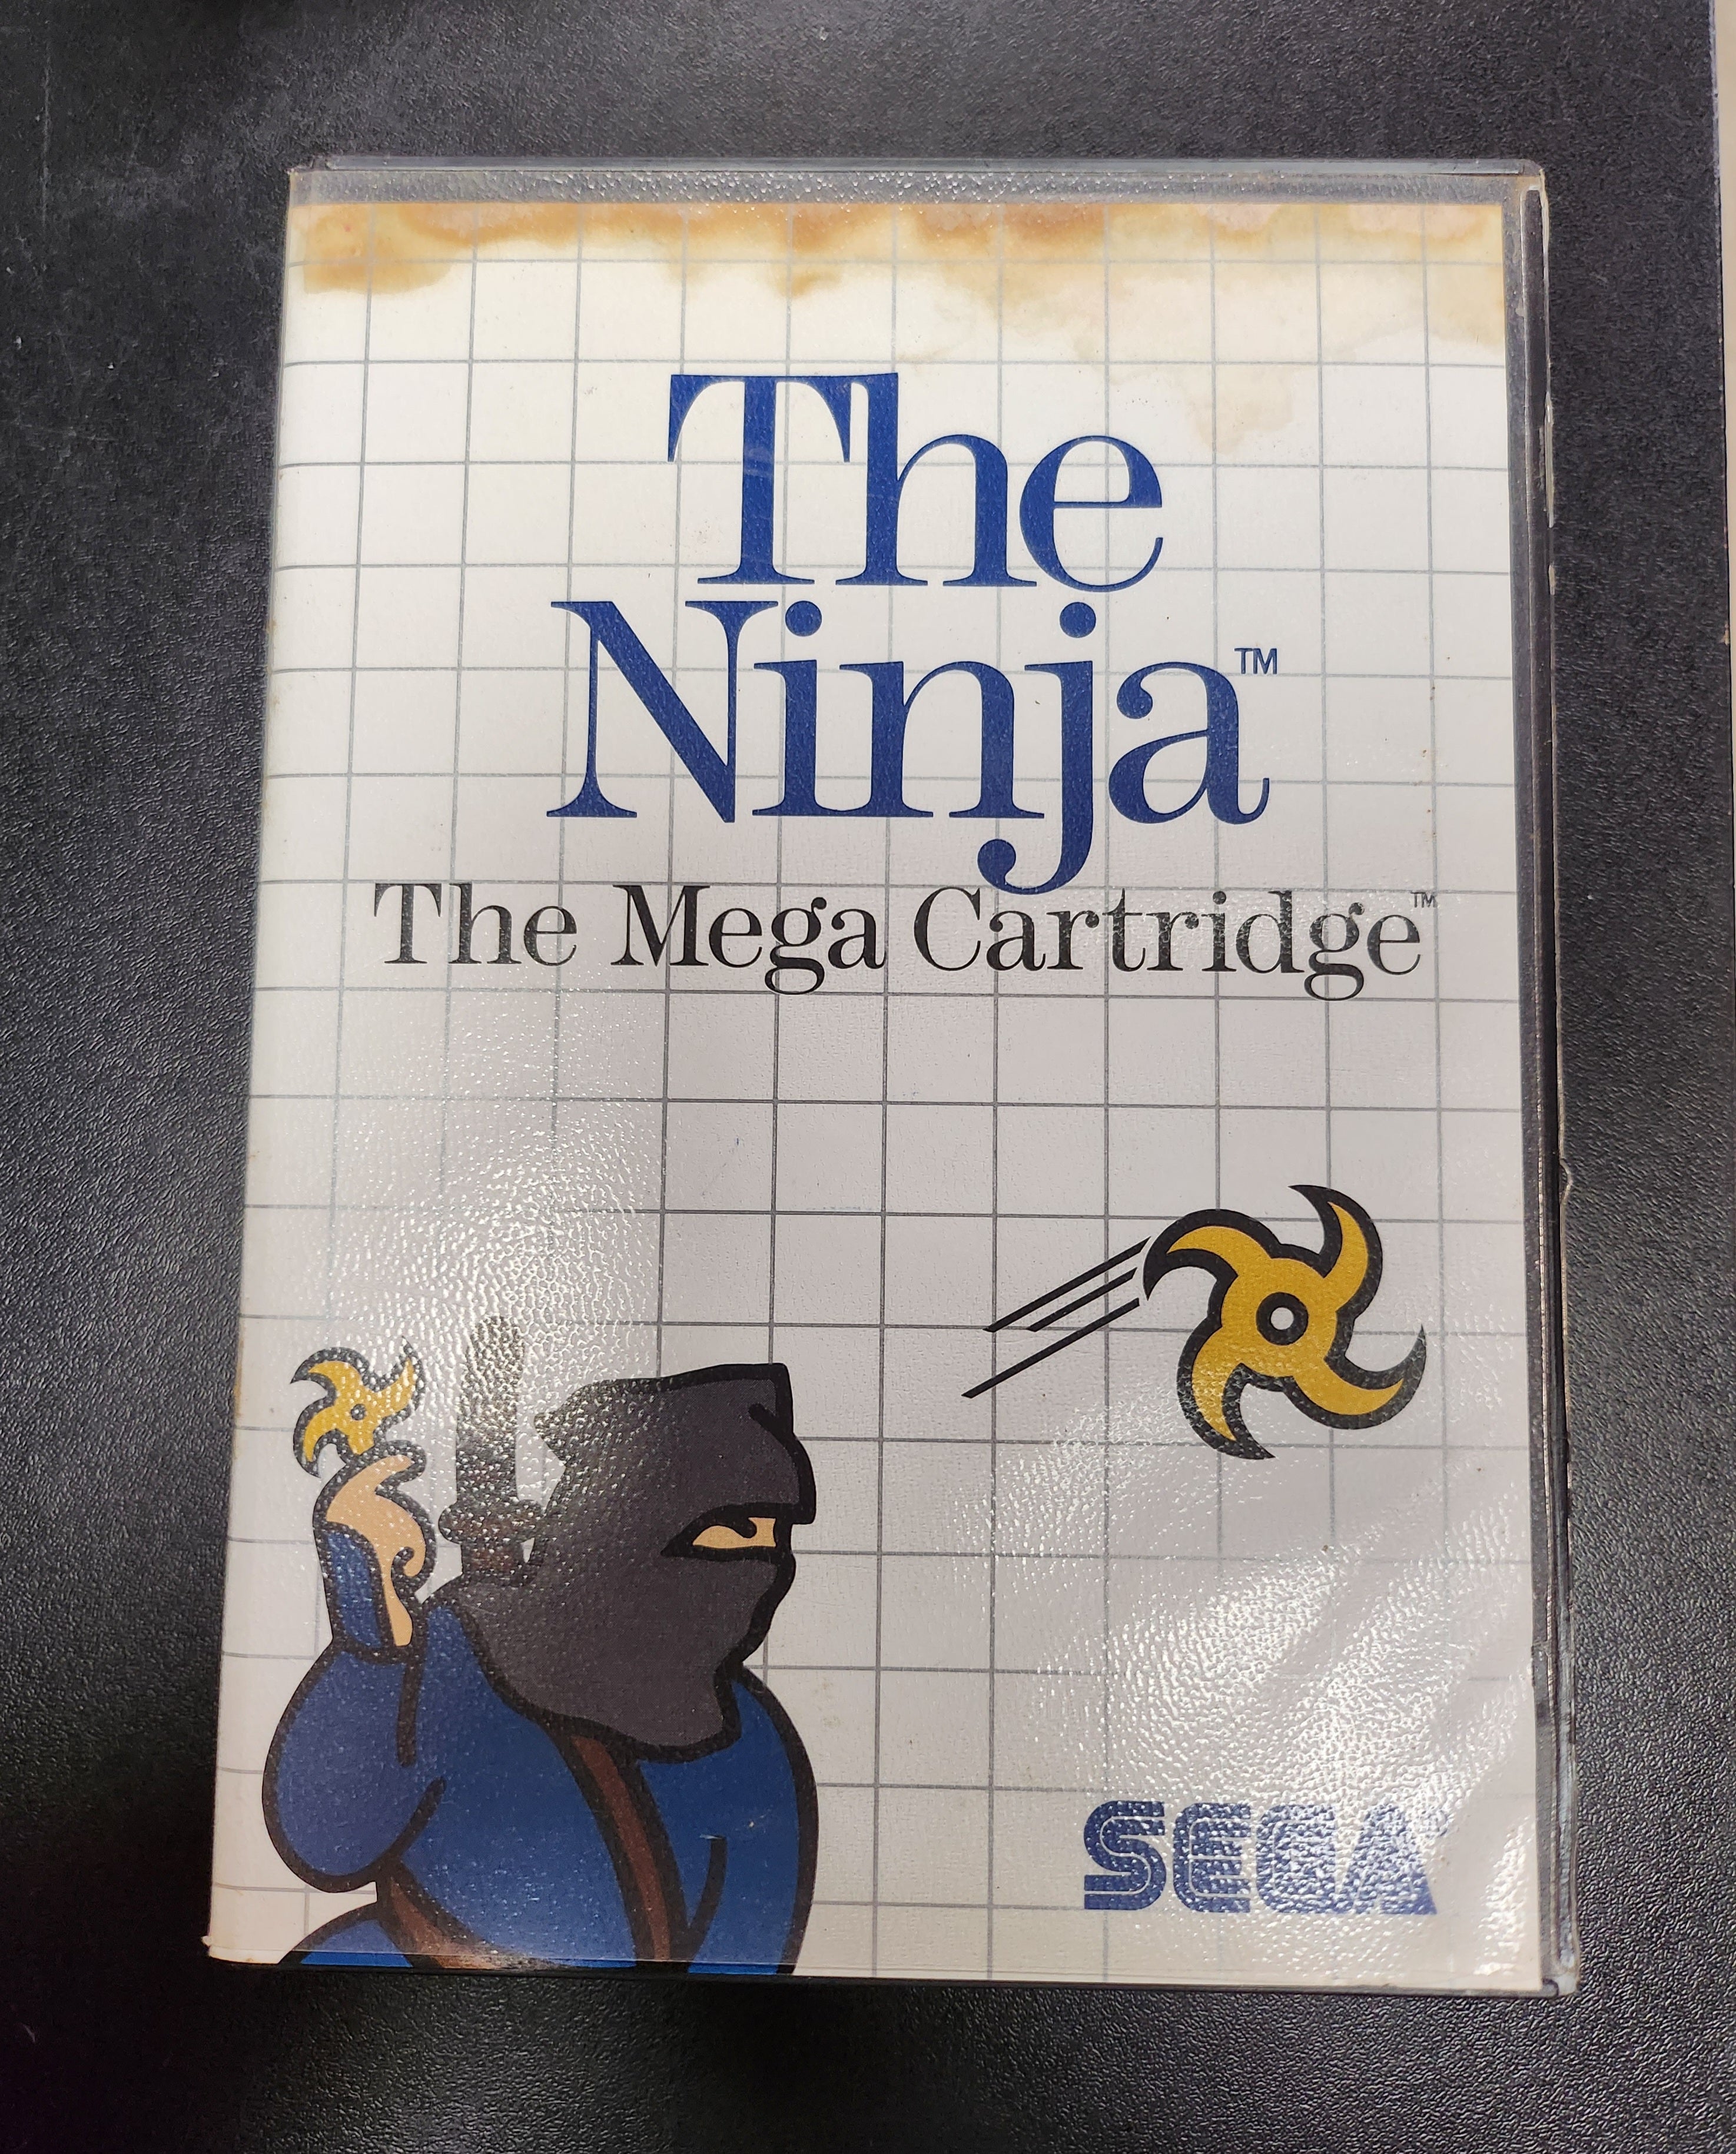 The
Ninja™
The Mega Cartridge™
SEGA